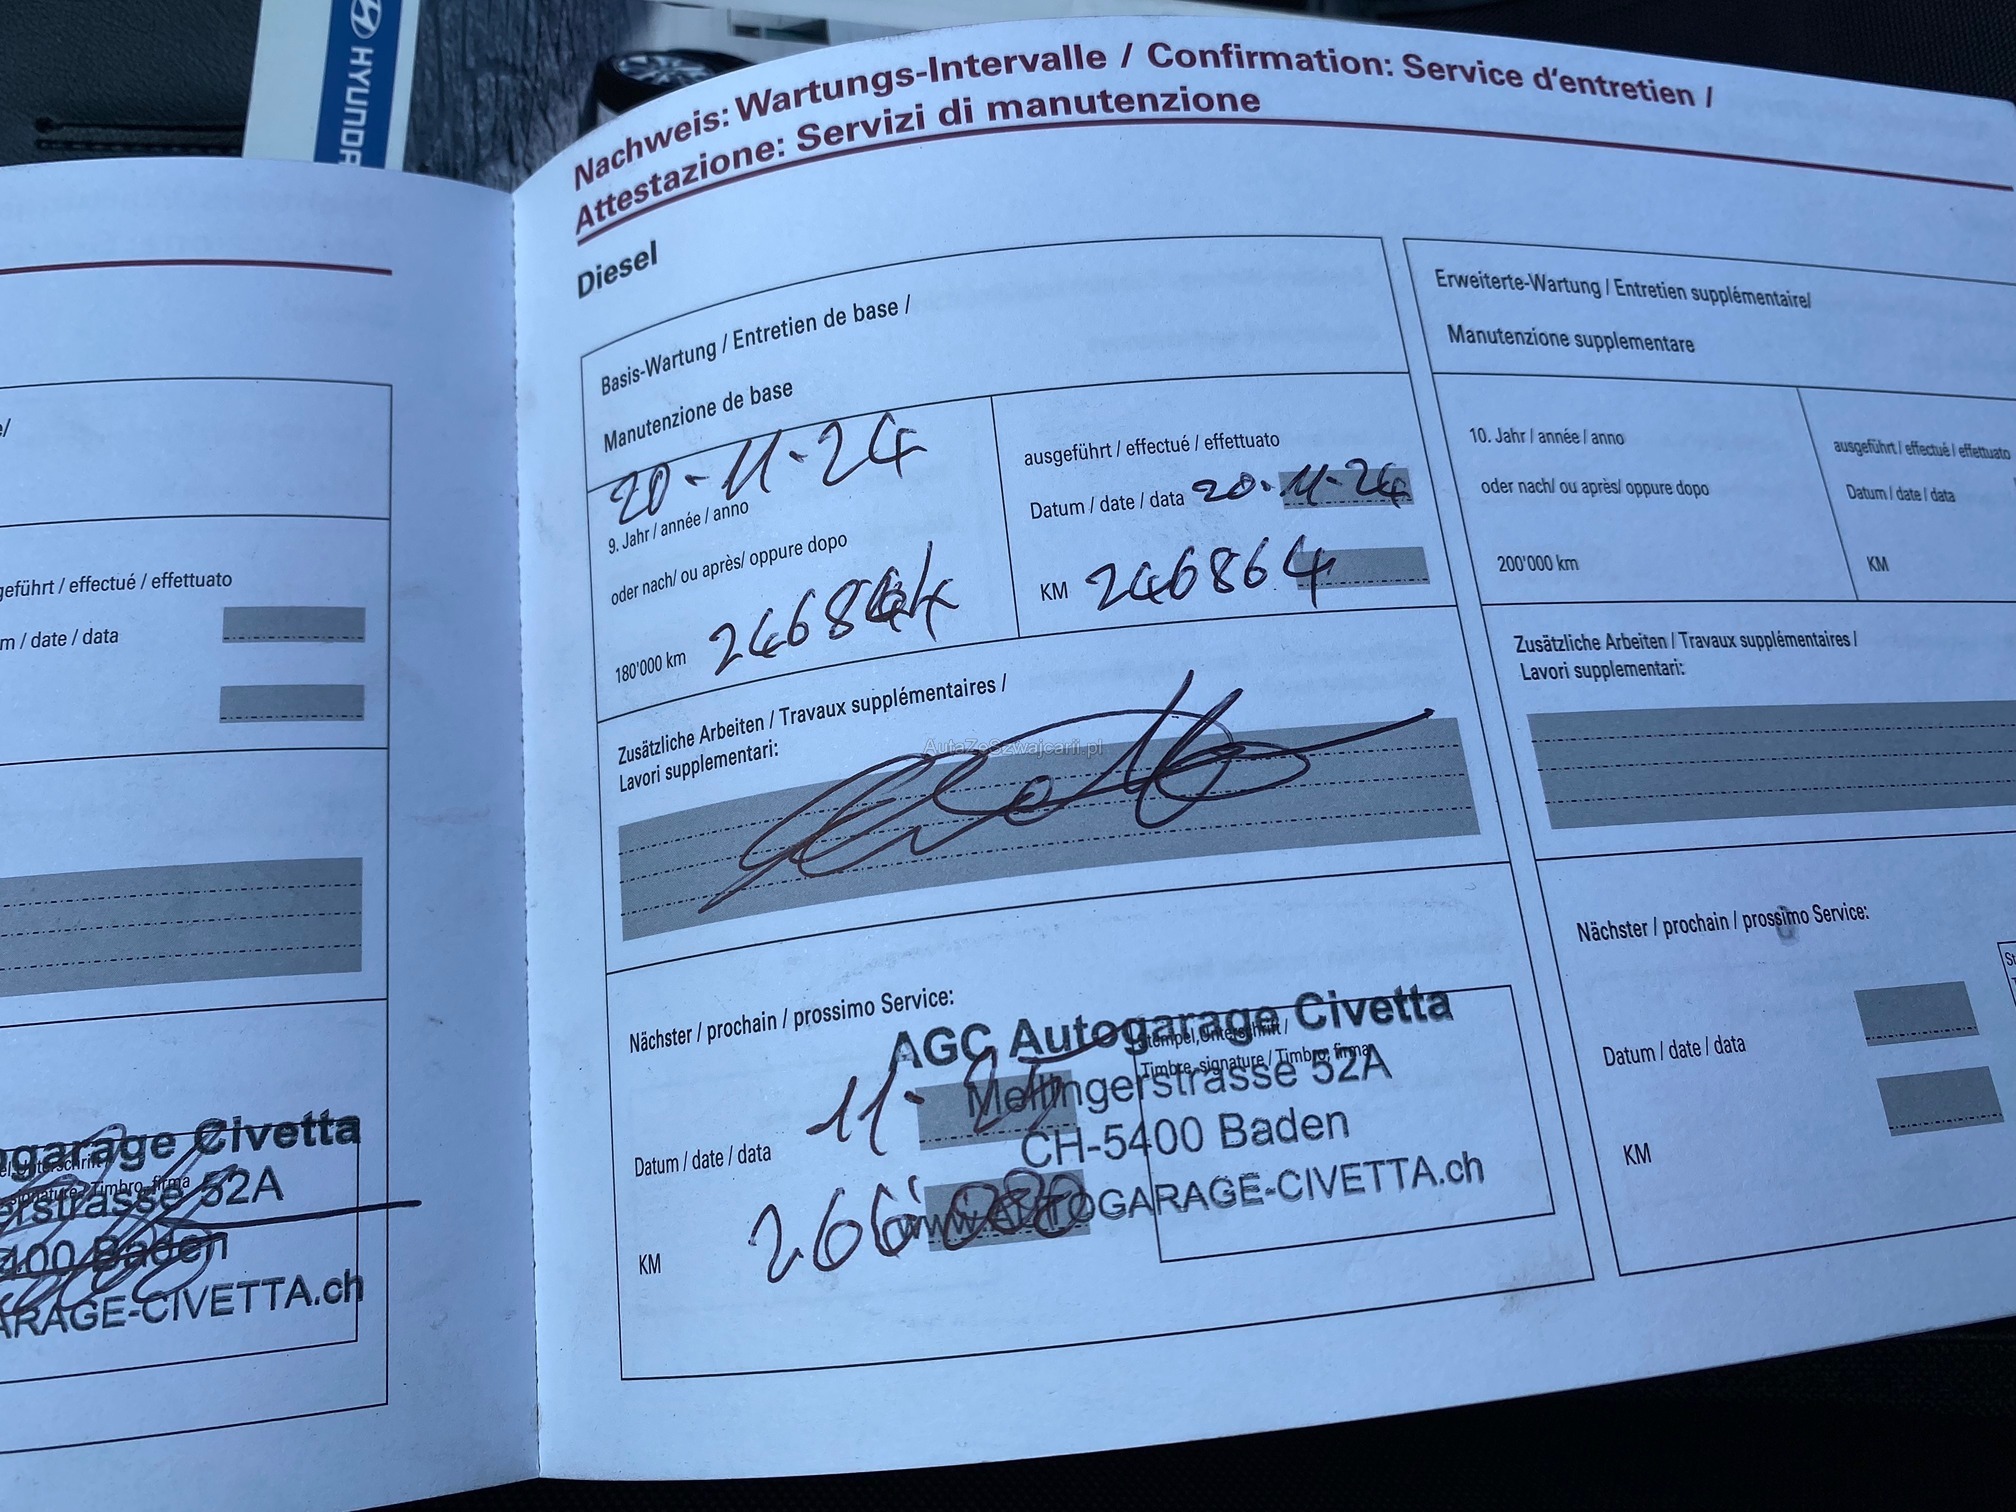 HYUNDAI
Nachweis: Wartungs-Intervalle / Confirmation: Service d'entretien /
Attestazione: Servizi di manutenzione
Diesel
Basis-Wartung / Entretien de base /
Manutenzione de base
20-11-24
9. Jahr / année / anno
oder nach/ ou après/ oppure dopo
180'000 km
ausgeführt / effectué / effettuato
Datum / date / data 20-11-24
KM 246864
Zusätzliche Arbeiten / Travaux supplémentaires /
Lavori supplementari:
AutaZeSzwajcarii.pl
Nächster / prochain / prossimo Service:
AGC Autogarage Civetta
Stempel, Unterschrift /
Timbre, signature / Timbro, firma
Mellingerstrasse 52A
CH-5400 Baden
www.AUTOGARAGE-CIVETTA.ch
Datum / date / data 11-
KM 266'000
Erweiterte-Wartung / Entretien supplémentaire/
Manutenzione supplementare
10. Jahr / année / anno
oder nach/ ou après/ oppure dopo
200'000 km
ausgeführt / effectué / effettuato
Datum / date / data
KM
Zusätzliche Arbeiten / Travaux supplémentaires /
Lavori supplementari:
Nächster / prochain / prossimo Service:
Datum / date / data
KM
geführt / effectué / effettuato
m / date / data
ogarage Civetta
erstrasse 52A
400 Baden
ARAGE-CIVETTA.ch